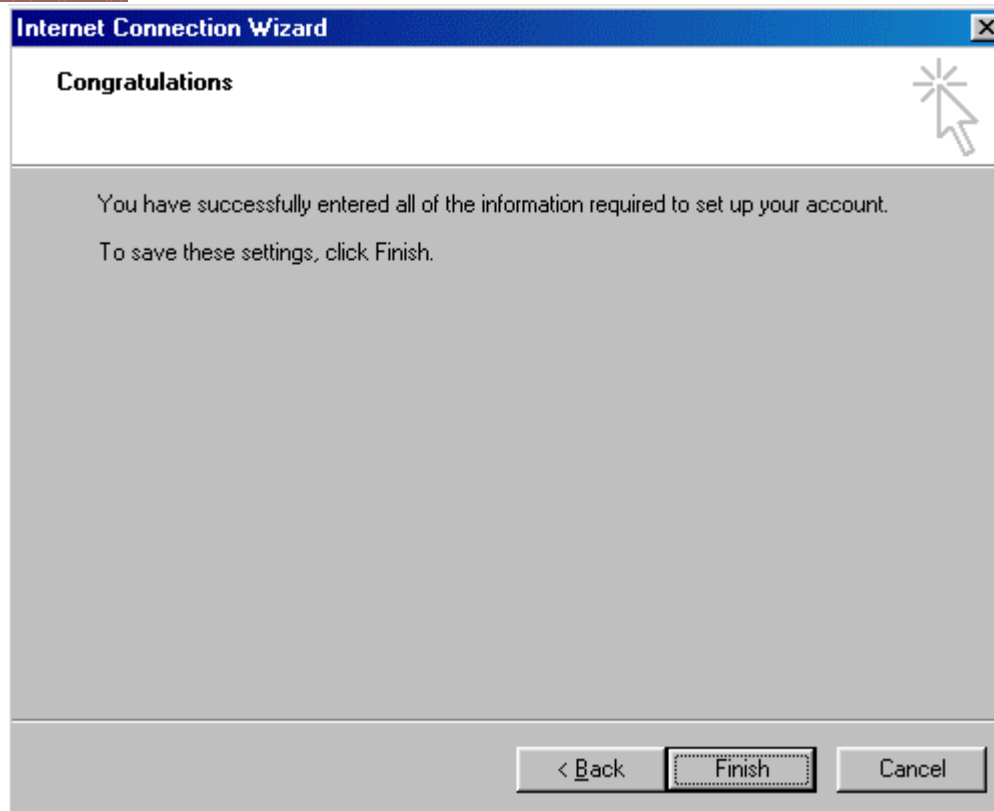 Internet Connection Wizard
Congratulations
You have successfully entered all of the information required to set up your account.
To save these settings, click Finish.
< Back Finish Cancel